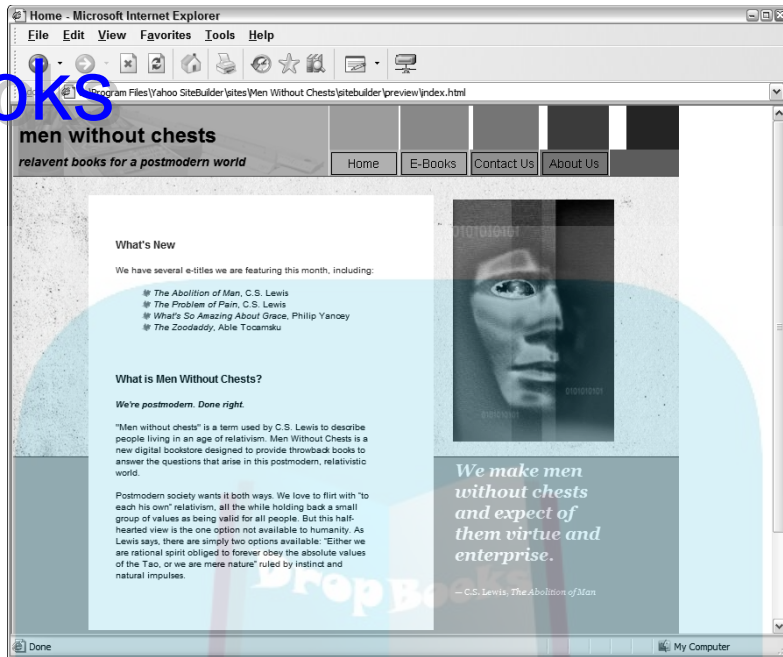 Home - Microsoft Internet Explorer
File Edit View Favorites Tools Help
ooks
Program Files\Yahoo SiteBuilder\sites\Men Without Chests\sitebuilder\preview\index.html
men without chests
relavent books for a postmodern world
Home E-Books Contact Us About Us
What's New
We have several e-titles we are featuring this month, including:
The Abolition of Man, C.S. Lewis
The Problem of Pain, C.S. Lewis
What's So Amazing About Grace, Philip Yancey
The Zoodaddy, Able Tocamsku
01010101
0101010101
01010101
What is Men Without Chests?
We're postmodern. Done right.
"Men without chests" is a term used by C.S. Lewis to describe
people living in an age of relativism. Men Without Chests is a
new digital bookstore designed to provide throwback books to
answer the questions that arise in this postmodern, relativistic
world.
Postmodern society wants it both ways. We love to flirt with "to
each his own" relativism, all the while holding back a small
group of values as being valid for all people. But this half-
hearted view is the one option not available to humanity. As
Lewis says, there are simply two options available: "Either we
are rational spirit obliged to forever obey the absolute values
of the Tao, or we are mere nature" ruled by instinct and
natural impulses.
We make men
without chests
and expect of
them virtue and
enterprise.
— C.S. Lewis, The Abolition of Man
DropBooks
Done My Computer